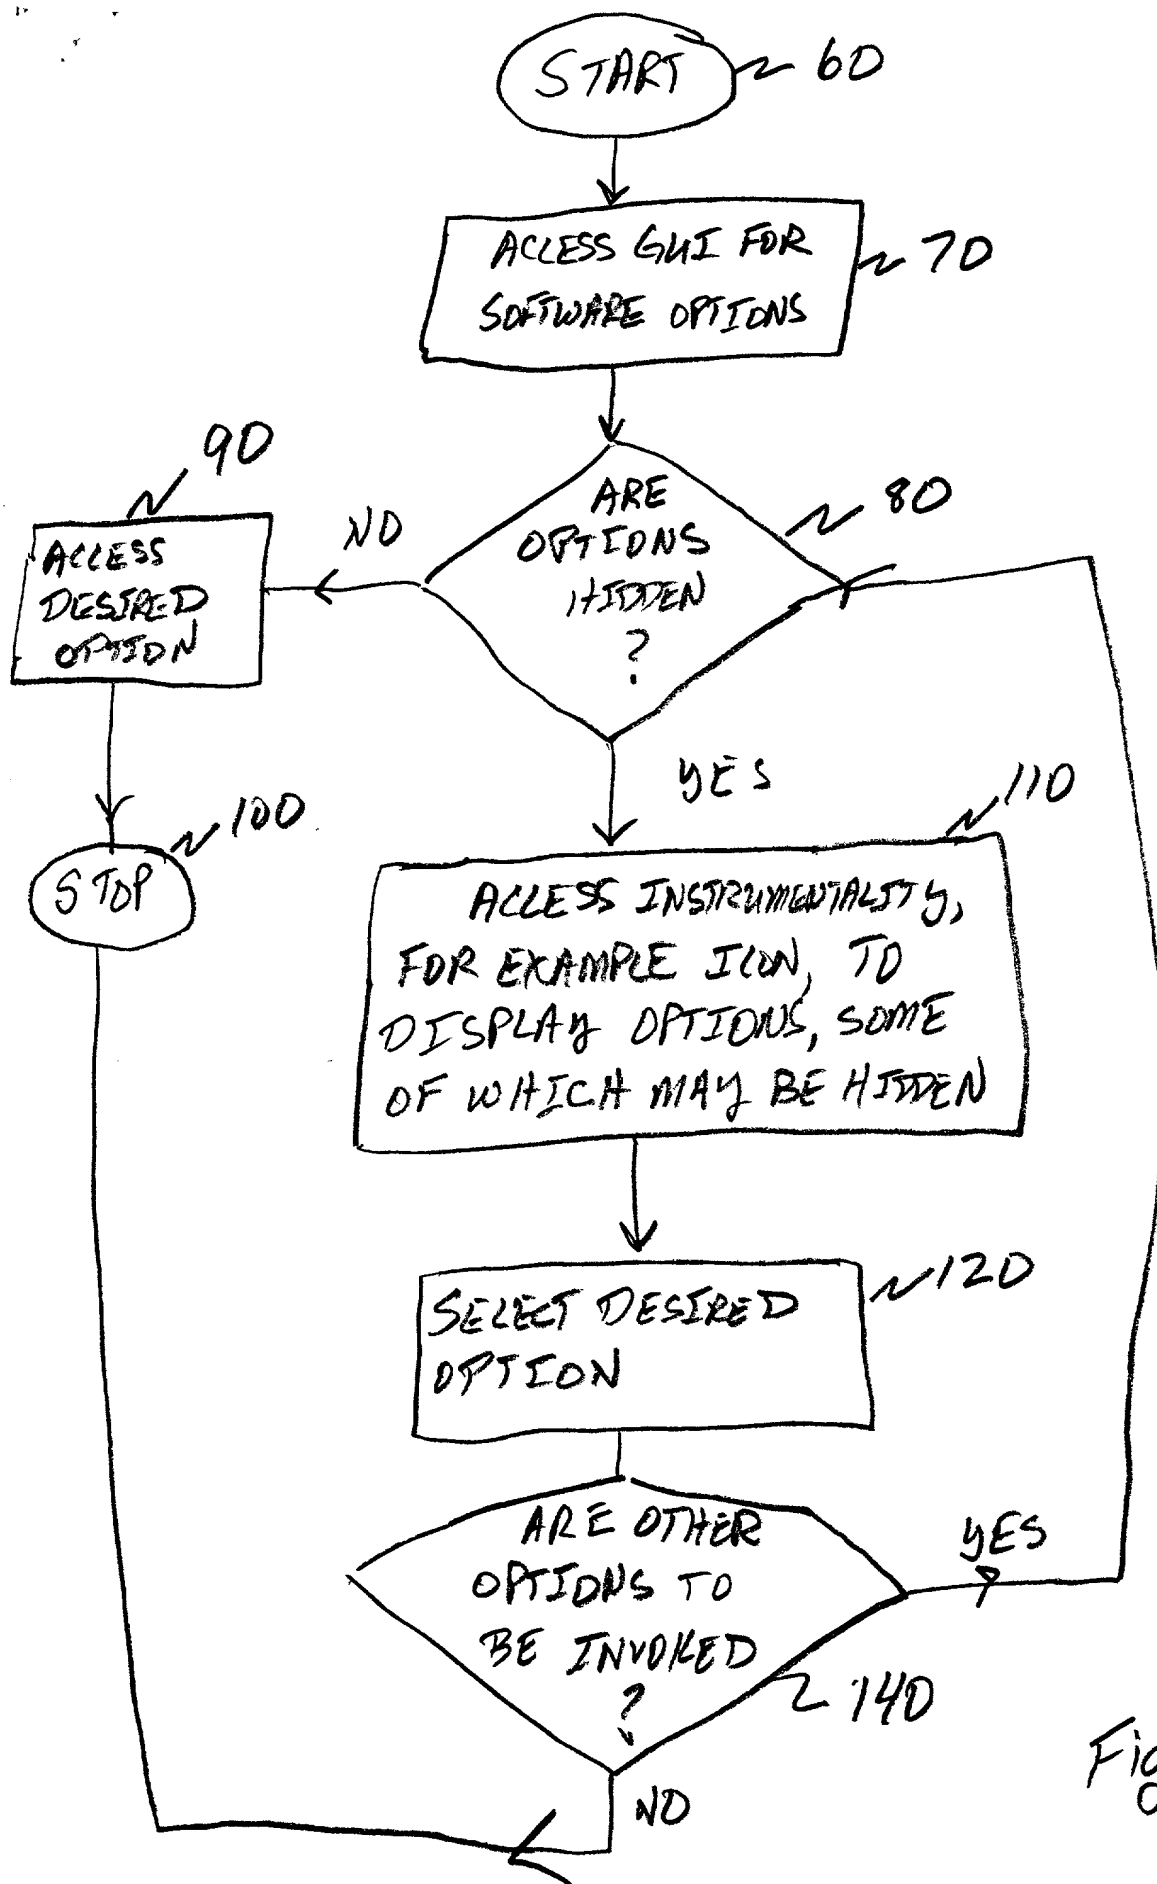 START
60
ACCESS GUI FOR
SOFTWARE OPTIONS
70
90
ARE
OPTIONS
HIDDEN
?
80
NO
ACCESS
DESIRED
OPTION
YES
100
STOP
110
ACCESS INSTRUMENTALITY,
FOR EXAMPLE ICON, TO
DISPLAY OPTIONS, SOME
OF WHICH MAY BE HIDDEN
120
SELECT DESIRED
OPTION
ARE OTHER
OPTIONS TO
BE INVOKED
?
YES
140
NO